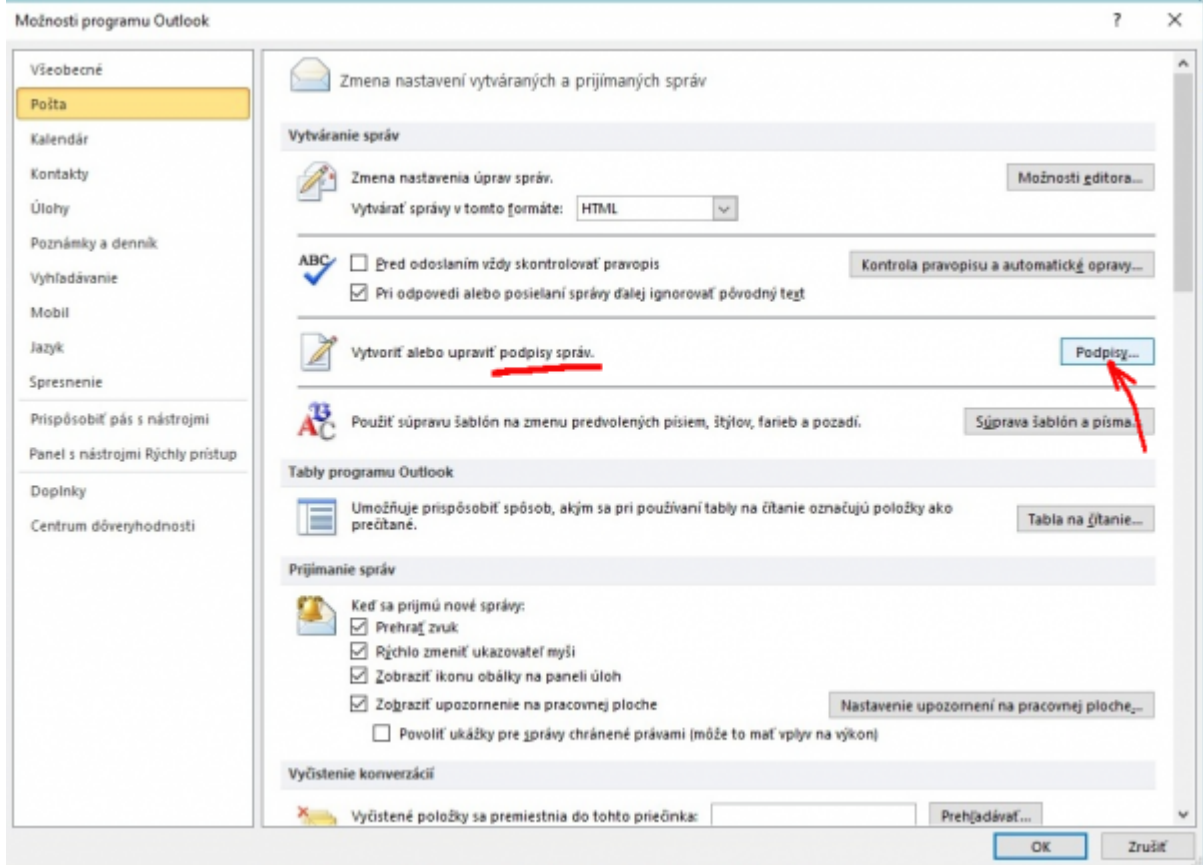 Možnosti programu Outlook
Všeobecné
Pošta
Kalendár
Kontakty
Úlohy
Poznámky a denník
Vyhľadávanie
Mobil
Jazyk
Spresnenie
Prispôsobiť pás s nástrojmi
Panel s nástrojmi Rýchly prístup
Doplnky
Centrum dôveryhodnosti
Zmena nastavení vytváraných a prijímaných správ
Vytváranie správ
Zmena nastavenia úprav správ.
Možnosti editora...
Vytvárať správy v tomto formáte: HTML
ABC
Pred odoslaním vždy skontrolovať pravopis
Kontrola pravopisu a automatické opravy...
Pri odpovedi alebo posielaní správy ďalej ignorovať pôvodný text
Vytvoriť alebo upraviť podpisy správ.
Podpisy...
Použiť súpravu šablón na zmenu predvolených písiem, štýlov, farieb a pozadí.
Súprava šablón a písma...
Tably programu Outlook
Umožňuje prispôsobiť spôsob, akým sa pri používaní tably na čítanie označujú položky ako
prečítané.
Tabla na čítanie...
Prijímanie správ
Keď sa prijmú nové správy:
Prehrať zvuk
Rýchlo zmeniť ukazovateľ myši
Zobraziť ikonu obálky na paneli úloh
Zobraziť upozornenie na pracovnej ploche
Nastavenie upozornení na pracovnej ploche...
Povoliť ukážky pre správy chránené právami (môže to mať vplyv na výkon)
Vyčistenie konverzácií
Vyčistené položky sa premiestnia do tohto priečinka:
Prehľadávať...
OK
Zrušiť